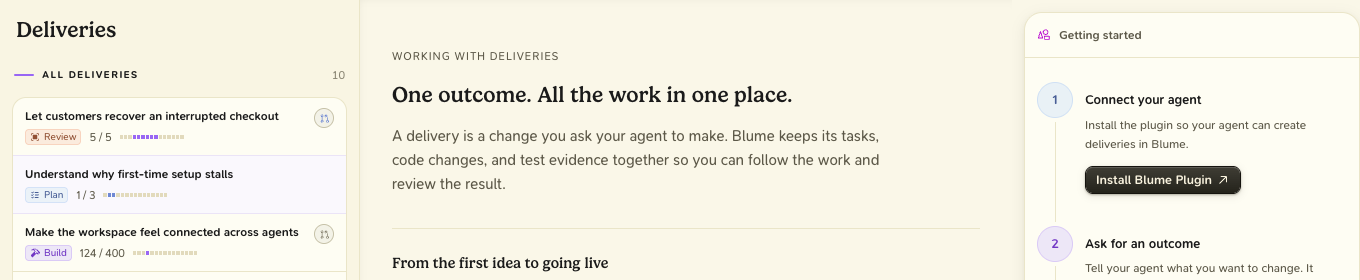 Deliveries
ALL DELIVERIES 10
Let customers recover an interrupted checkout
Review 5 / 5
Understand why first-time setup stalls
Plan 1 / 3
Make the workspace feel connected across agents
Build 124 / 400
WORKING WITH DELIVERIES
One outcome. All the work in one place.
A delivery is a change you ask your agent to make. Blume keeps its tasks,
code changes, and test evidence together so you can follow the work and
review the result.
From the first idea to going live
Getting started
1 Connect your agent
Install the plugin so your agent can create
deliveries in Blume.
Install Blume Plugin
2 Ask for an outcome
Tell your agent what you want to change. It